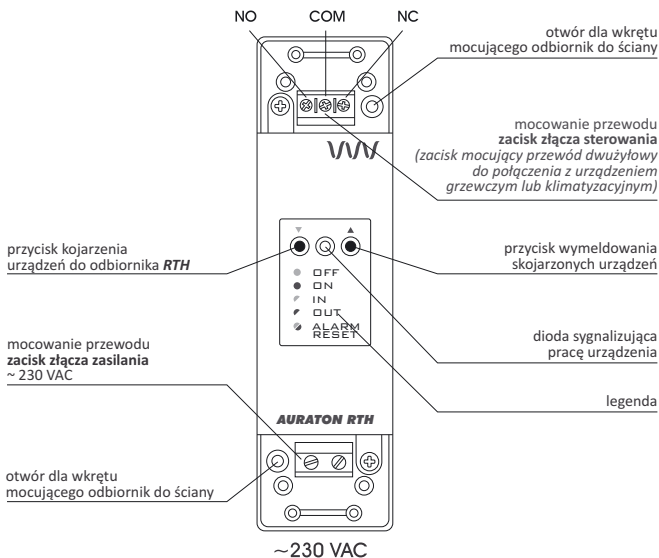 NO COM NC
otwór dla wkrętu
mocującego odbiornik do ściany
mocowanie przewodu
zacisk złącza sterowania
(zacisk mocujący przewód dwużyłowy
do połączenia z urządzeniem
grzewczym lub klimatyzacyjnym)
przycisk kojarzenia
urządzeń do odbiornika RTH
przycisk wymeldowania
skojarzonych urządzeń
OFF
ON
IN
OUT
ALARM
RESET
mocowanie przewodu
zacisk złącza zasilania
~ 230 VAC
dioda sygnalizująca
pracę urządzenia
legenda
AURATON RTH
otwór dla wkrętu
mocującego odbiornik do ściany
~230 VAC